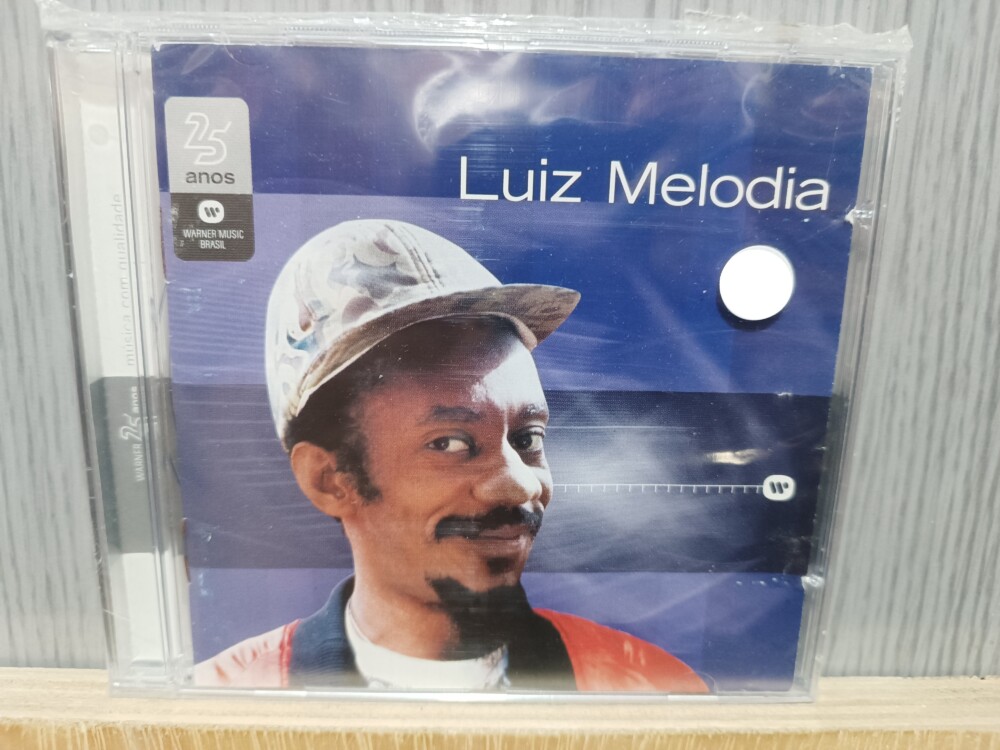 25
anos
WARNER MUSIC
BRASIL
Luiz Melodia
música com qualidade
WARNER 25 anos